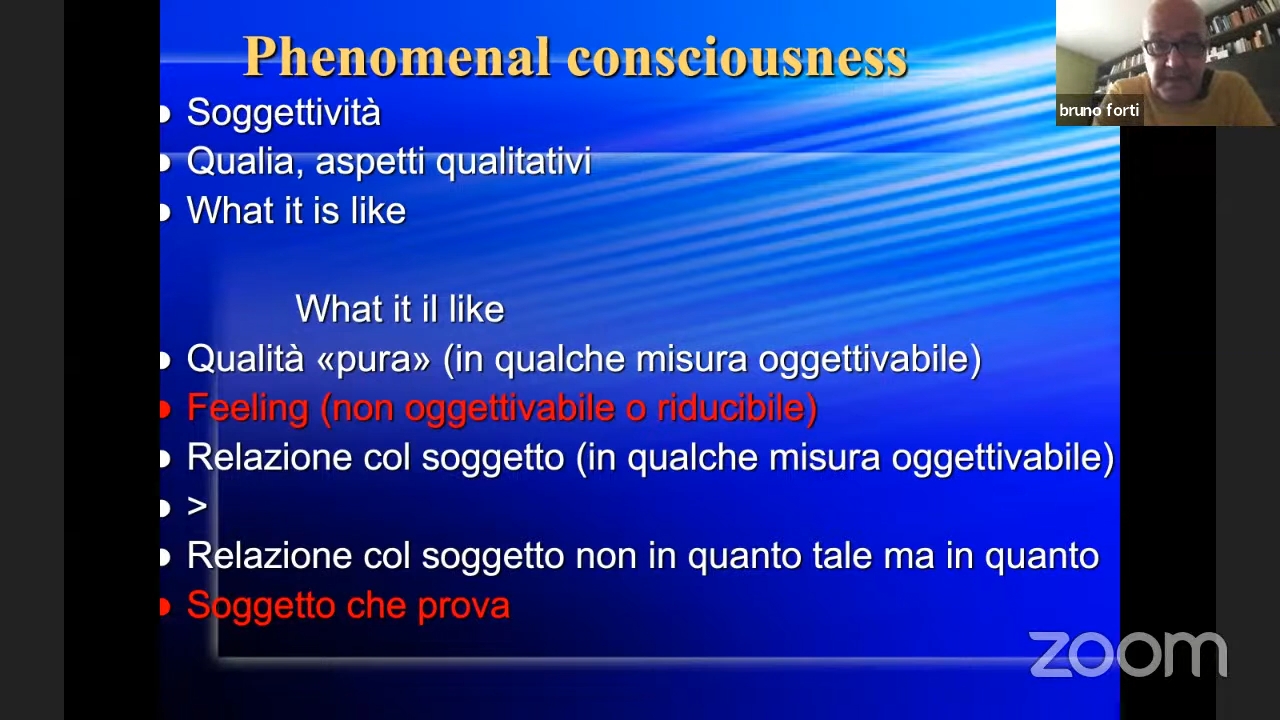 Phenomenal consciousness
bruno forti
● Soggettività
● Qualia, aspetti qualitativi
● What it is like
What it il like
● Qualità «pura» (in qualche misura oggettivabile)
● Feeling (non oggettivabile o riducibile)
● Relazione col soggetto (in qualche misura oggettivabile)
● >
● Relazione col soggetto non in quanto tale ma in quanto
● Soggetto che prova
zoom